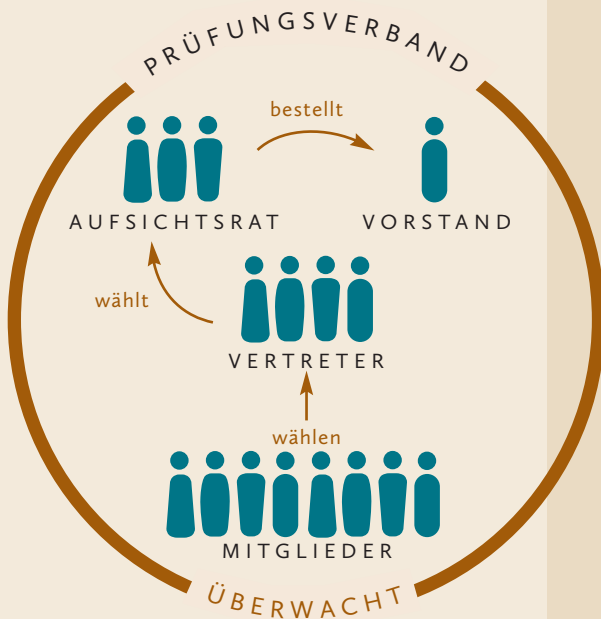 PRÜFUNGSVERBAND
bestellt
AUFSICHTSRAT
VORSTAND
wählt
VERTRETER
wählen
MITGLIEDER
ÜBERWACHT